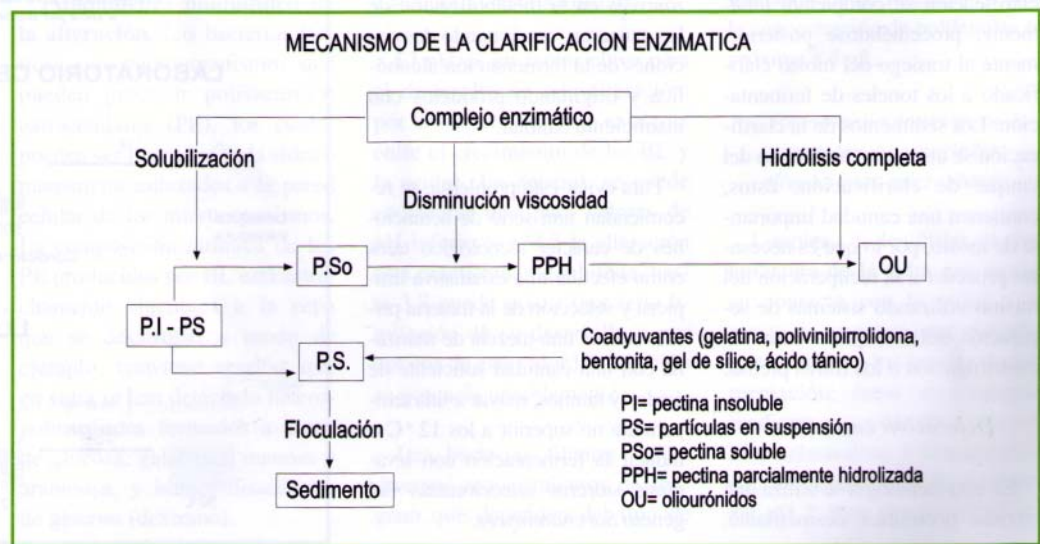 MECANISMO DE LA CLARIFICACION ENZIMATICA
Complejo enzimático
Solubilización
Hidrólisis completa
Disminución viscosidad
P.So
PPH
OU
P.I - PS
P.S.
Coadyuvantes (gelatina, polivinilpirrolidona,
bentonita, gel de sílice, ácido tánico)
Floculación
Sedimento
PI= pectina insoluble
PS= partículas en suspensión
PSo= pectina soluble
PPH= pectina parcialmente hidrolizada
OU= oliourónidos